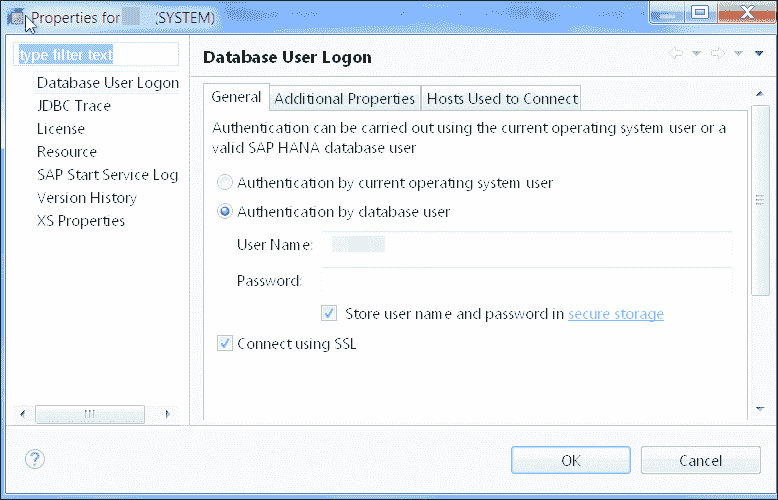 Properties for (SYSTEM)
type filter text
Database User Logon
JDBC Trace
License
Resource
SAP Start Service Log
Version History
XS Properties
Database User Logon
General
Additional Properties
Hosts Used to Connect
Authentication can be carried out using the current operating system user or a
valid SAP HANA database user
Authentication by current operating system user
Authentication by database user
User Name:
Password:
Store user name and password in secure storage
Connect using SSL
OK
Cancel